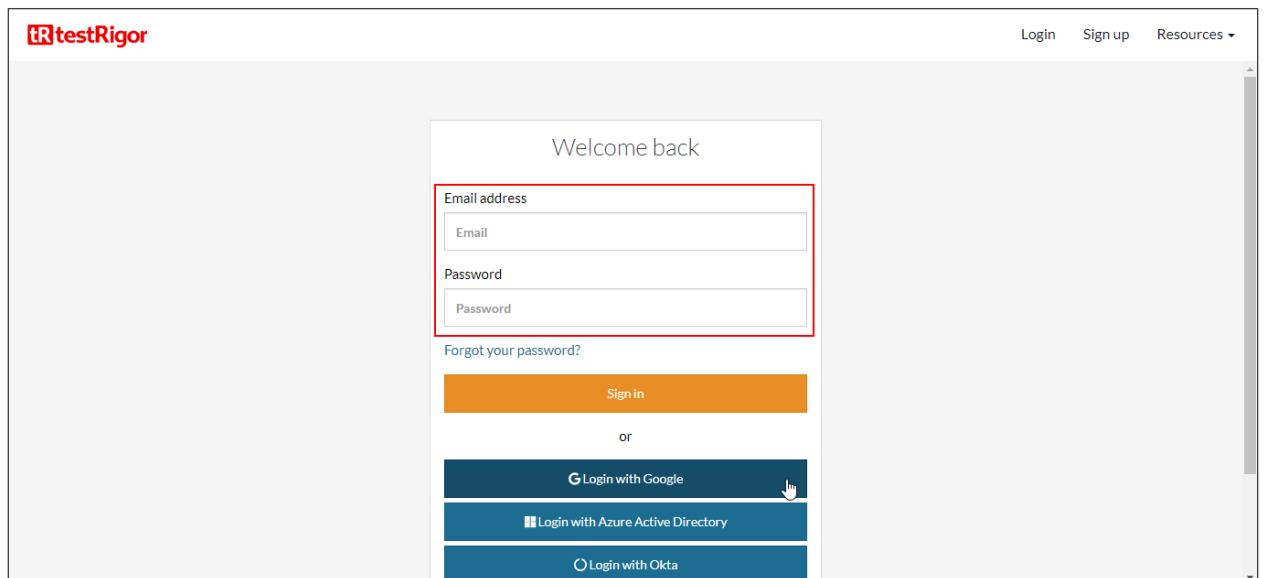 tR testRigor
Login Sign up Resources
Welcome back
Email address
Email
Password
Password
Forgot your password?
Sign in
or
G Login with Google
Login with Azure Active Directory
Login with Okta